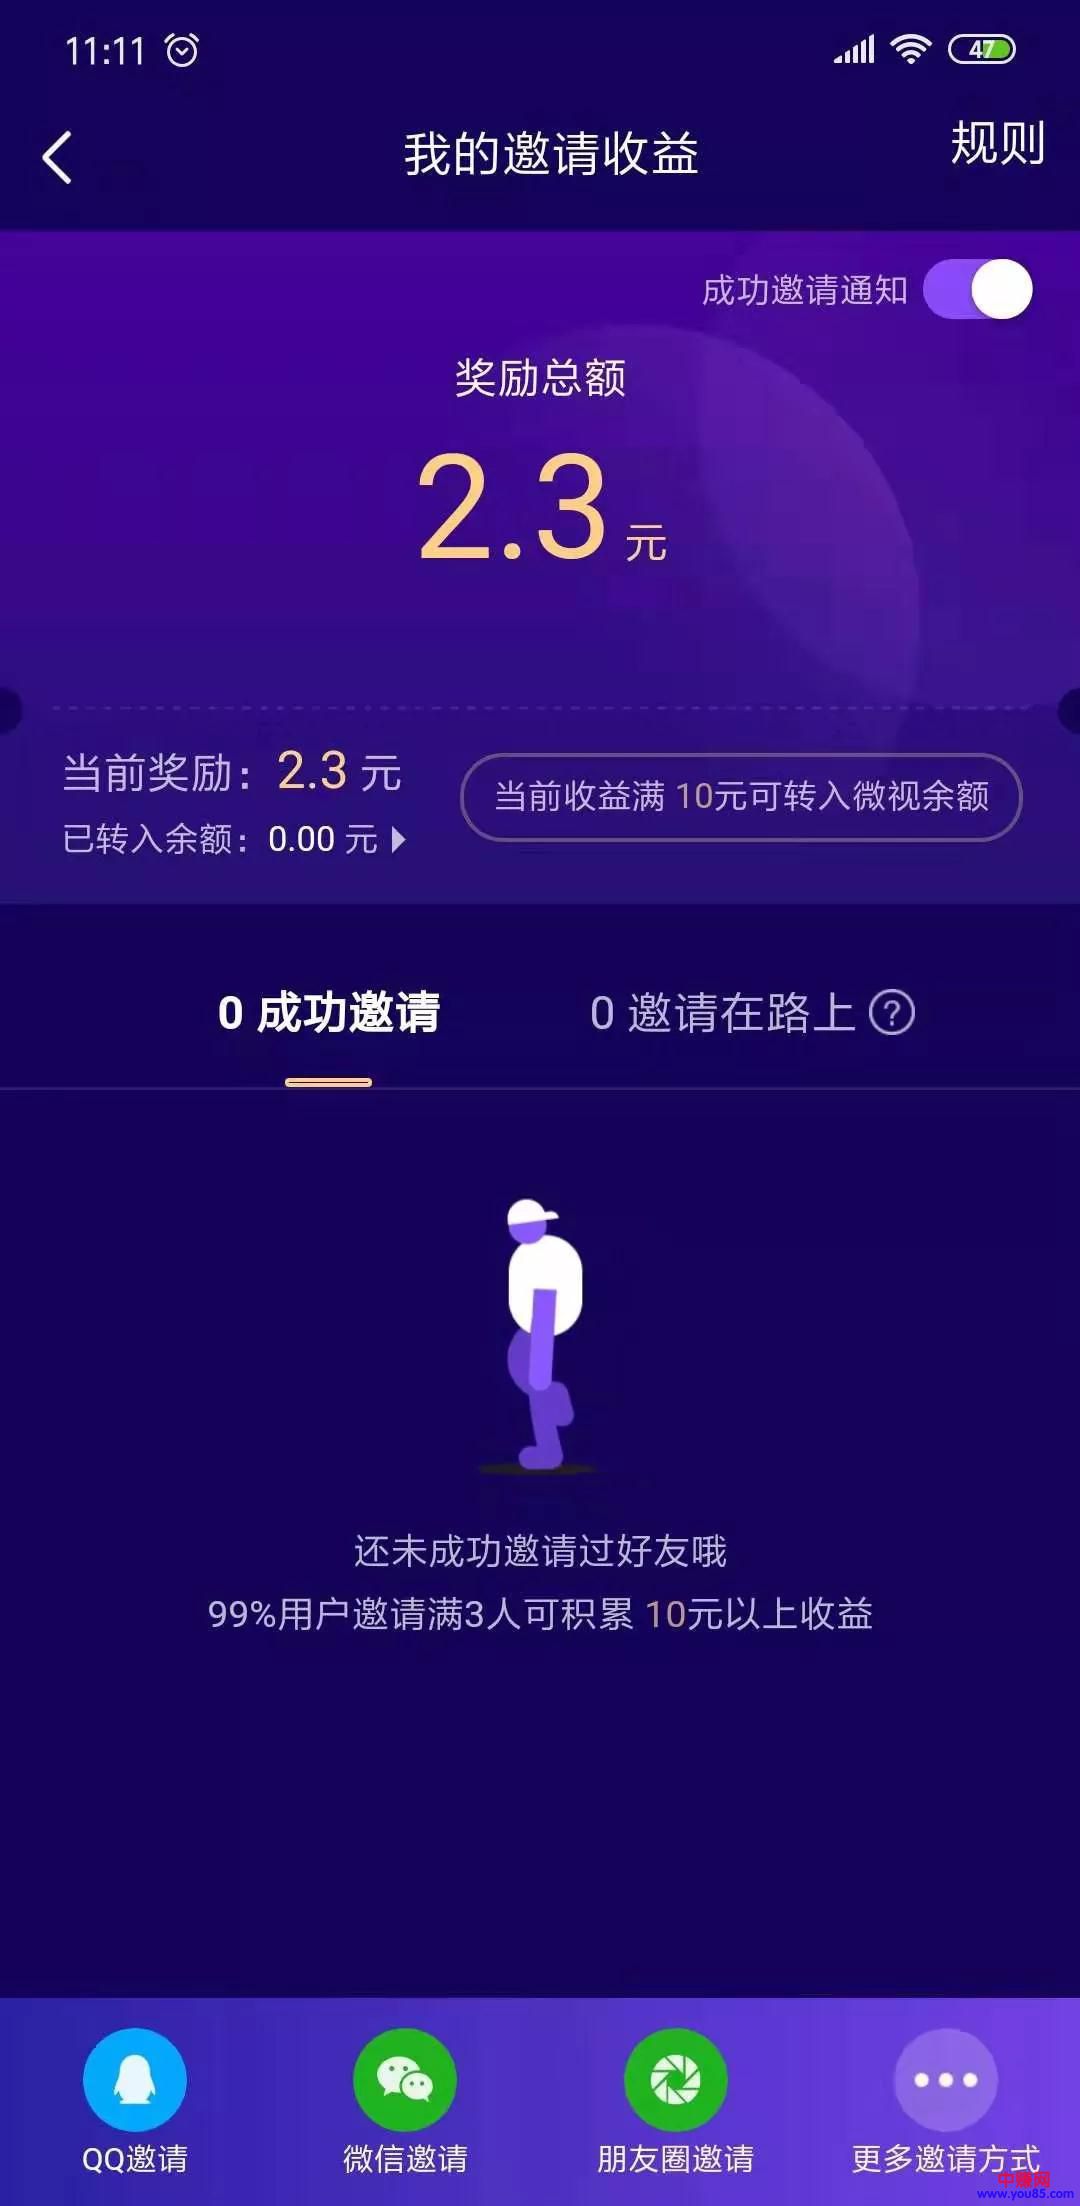 11:11
47
我的邀请收益
规则
成功邀请通知
奖励总额
2.3 元
当前奖励：2.3 元
已转入余额：0.00 元
当前收益满 10元可转入微视余额
0 成功邀请
0 邀请在路上 ?
还未成功邀请过好友哦
99%用户邀请满3人可积累 10元以上收益
QQ邀请
微信邀请
朋友圈邀请
更多邀请方式
中赚网
www.you85.com